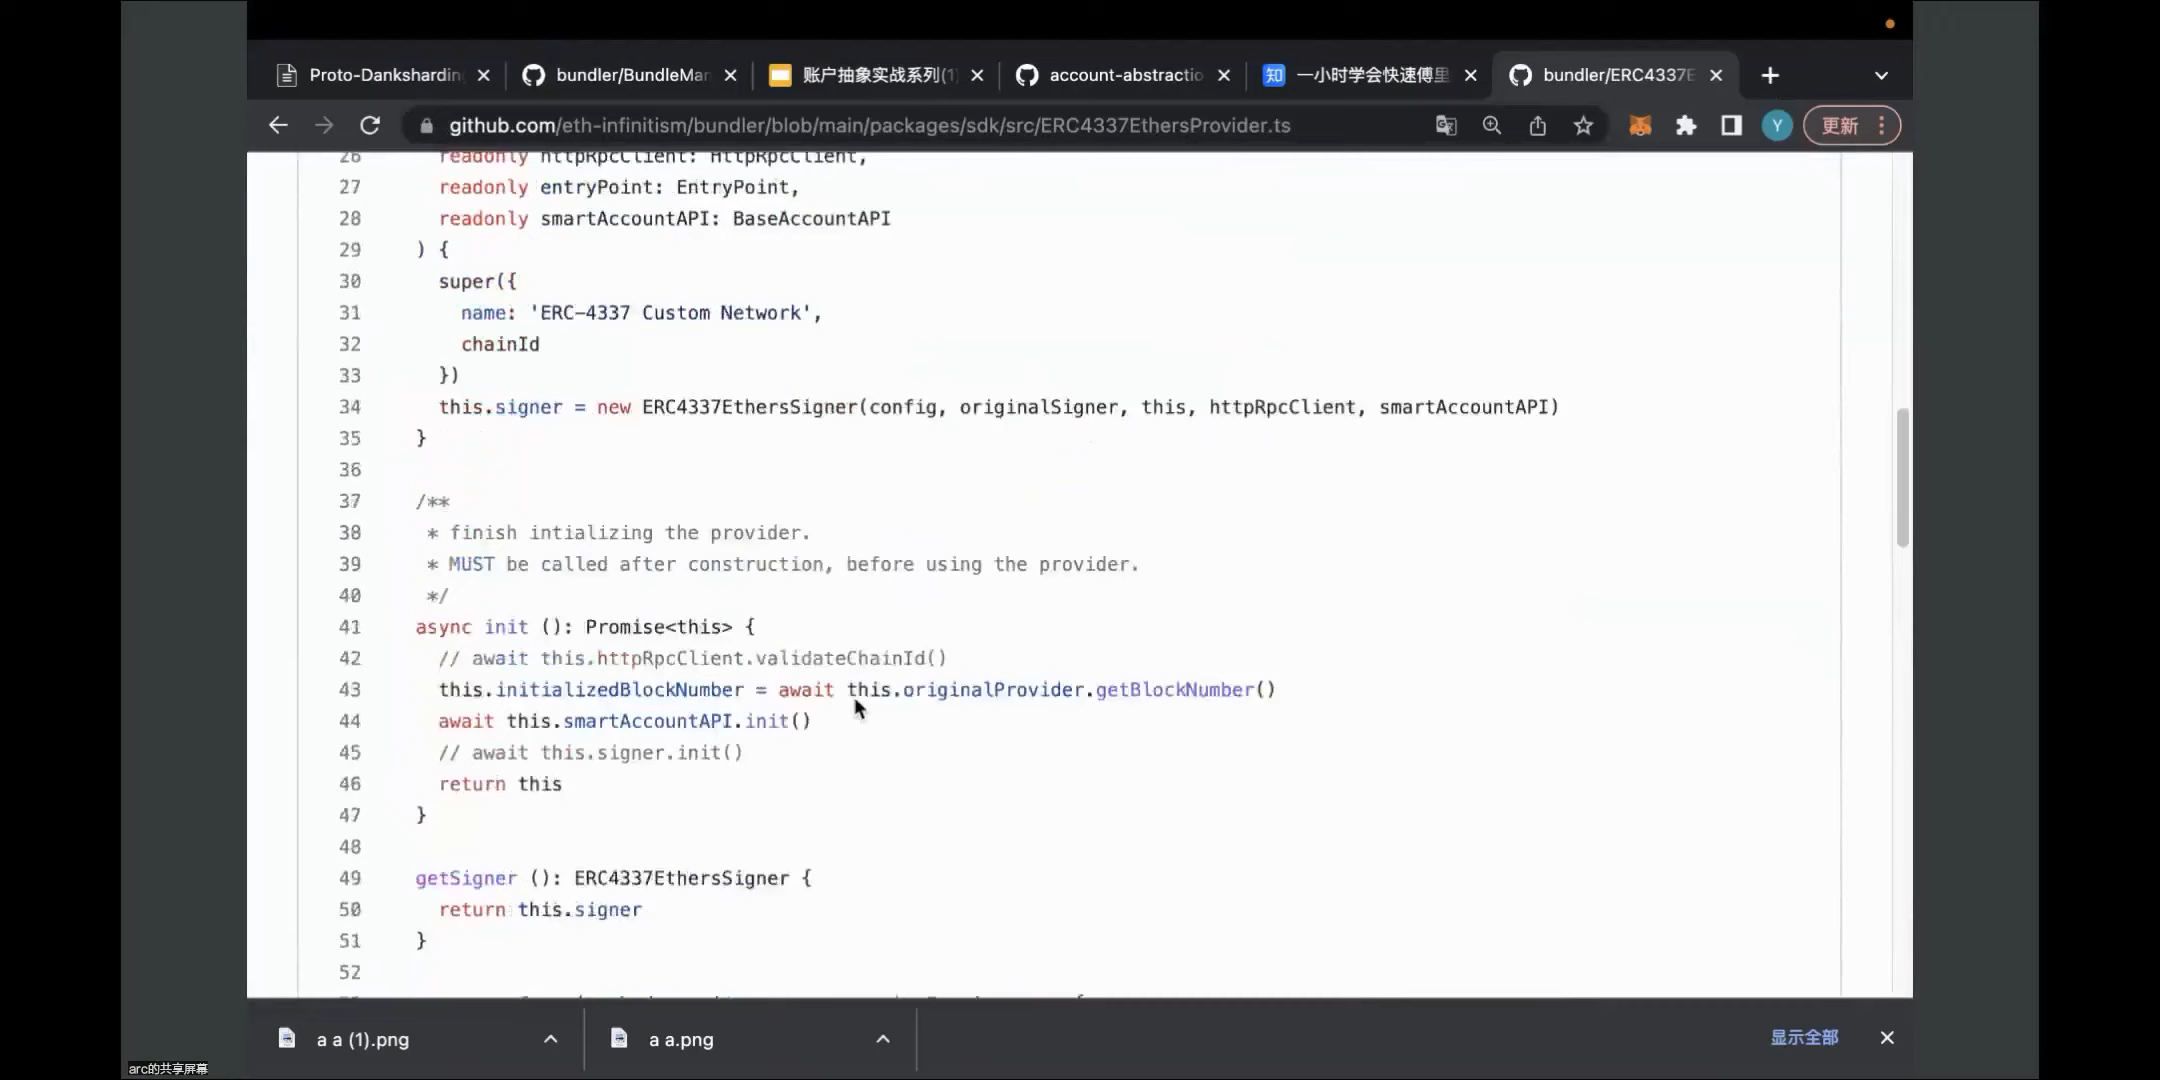 Proto-Danksharding
bundler/BundleMan
账户抽象实战系列(1)
account-abstractio
一小时学会快速傅里
bundler/ERC4337E
github.com/eth-infinitism/bundler/blob/main/packages/sdk/src/ERC4337EthersProvider.ts
Y
更新
26 readonly httpRpcClient: HttpRpcClient,
27 readonly entryPoint: EntryPoint,
28 readonly smartAccountAPI: BaseAccountAPI
29 ) {
30 super({
31 name: 'ERC-4337 Custom Network',
32 chainId
33 })
34 this.signer = new ERC4337EthersSigner(config, originalSigner, this, httpRpcClient, smartAccountAPI)
35 }
36
37 /**
38 * finish intializing the provider.
39 * MUST be called after construction, before using the provider.
40 */
41 async init (): Promise<this> {
42 // await this.httpRpcClient.validateChainId()
43 this.initializedBlockNumber = await this.originalProvider.getBlockNumber()
44 await this.smartAccountAPI.init()
45 // await this.signer.init()
46 return this
47 }
48
49 getSigner (): ERC4337EthersSigner {
50 return this.signer
51 }
52
a a (1).png
a a.png
显示全部
arc的共享屏幕